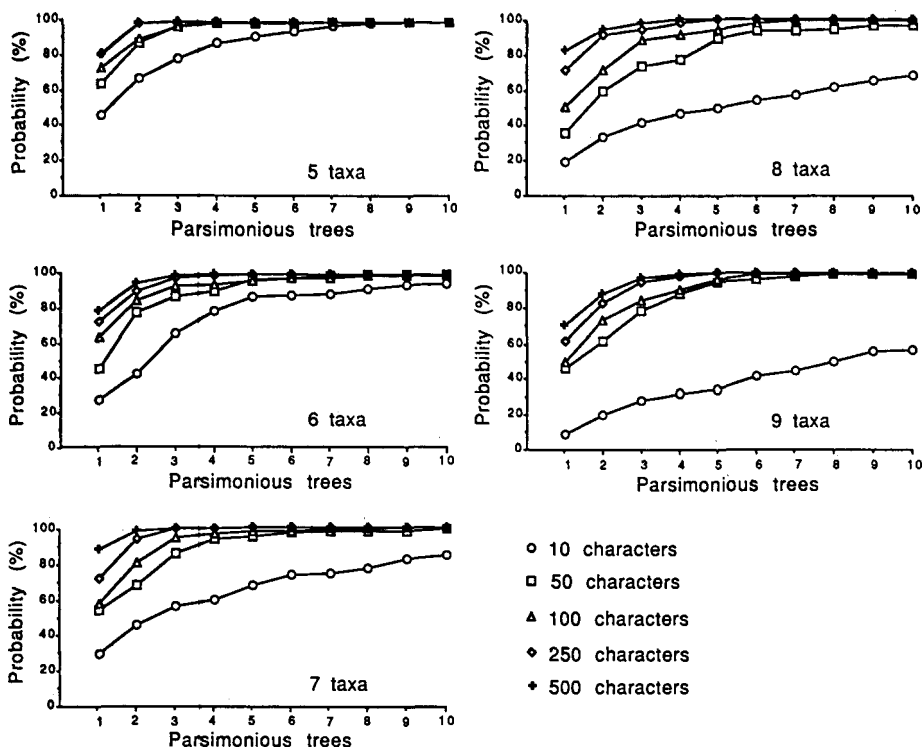 Probability (%)
100
80
60
40
20
0
5 taxa
1 2 3 4 5 6 7 8 9 10
Parsimonious trees
Probability (%)
100
80
60
40
20
0
8 taxa
1 2 3 4 5 6 7 8 9 10
Parsimonious trees
Probability (%)
100
80
60
40
20
0
6 taxa
1 2 3 4 5 6 7 8 9 10
Parsimonious trees
Probability (%)
100
80
60
40
20
0
9 taxa
1 2 3 4 5 6 7 8 9 10
Parsimonious trees
Probability (%)
100
80
60
40
20
0
7 taxa
1 2 3 4 5 6 7 8 9 10
Parsimonious trees
10 characters
50 characters
100 characters
250 characters
500 characters